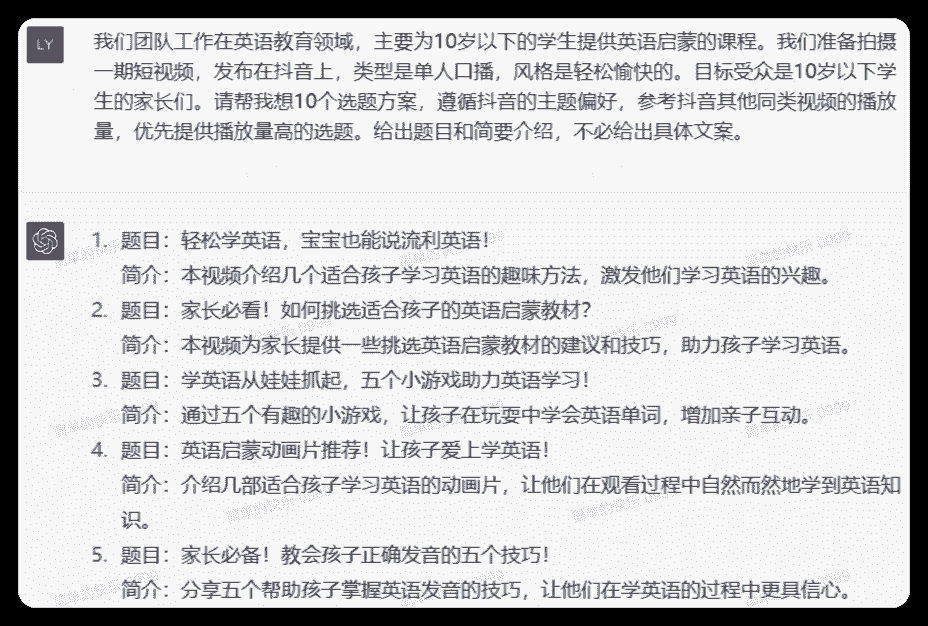 LY
我们团队工作在英语教育领域，主要为10岁以下的学生提供英语启蒙的课程。我们准备拍摄
一期短视频，发布在抖音上，类型是单人口播，风格是轻松愉快的。目标受众是10岁以下学
生的家长们。请帮我想10个选题方案，遵循抖音的主题偏好，参考抖音其他同类视频的播放
量，优先提供播放量高的选题。给出题目和简要介绍，不必给出具体文案。
1. 题目：轻松学英语，宝宝也能说流利英语！
简介：本视频介绍几个适合孩子学习英语的趣味方法，激发他们学习英语的兴趣。
2. 题目：家长必看！如何挑选适合孩子的英语启蒙教材？
简介：本视频为家长提供一些挑选英语启蒙教材的建议和技巧，助力孩子学习英语。
3. 题目：学英语从娃娃抓起，五个小游戏助力英语学习！
简介：通过五个有趣的小游戏，让孩子在玩耍中学会英语单词，增加亲子互动。
4. 题目：英语启蒙动画片推荐！让孩子爱上学英语！
简介：介绍几部适合孩子学习英语的动画片，让他们在观看过程中自然而然地学到英语知
识。
5. 题目：家长必备！教会孩子正确发音的五个技巧！
简介：分享五个帮助孩子掌握英语发音的技巧，让他们在学英语的过程中更具信心。